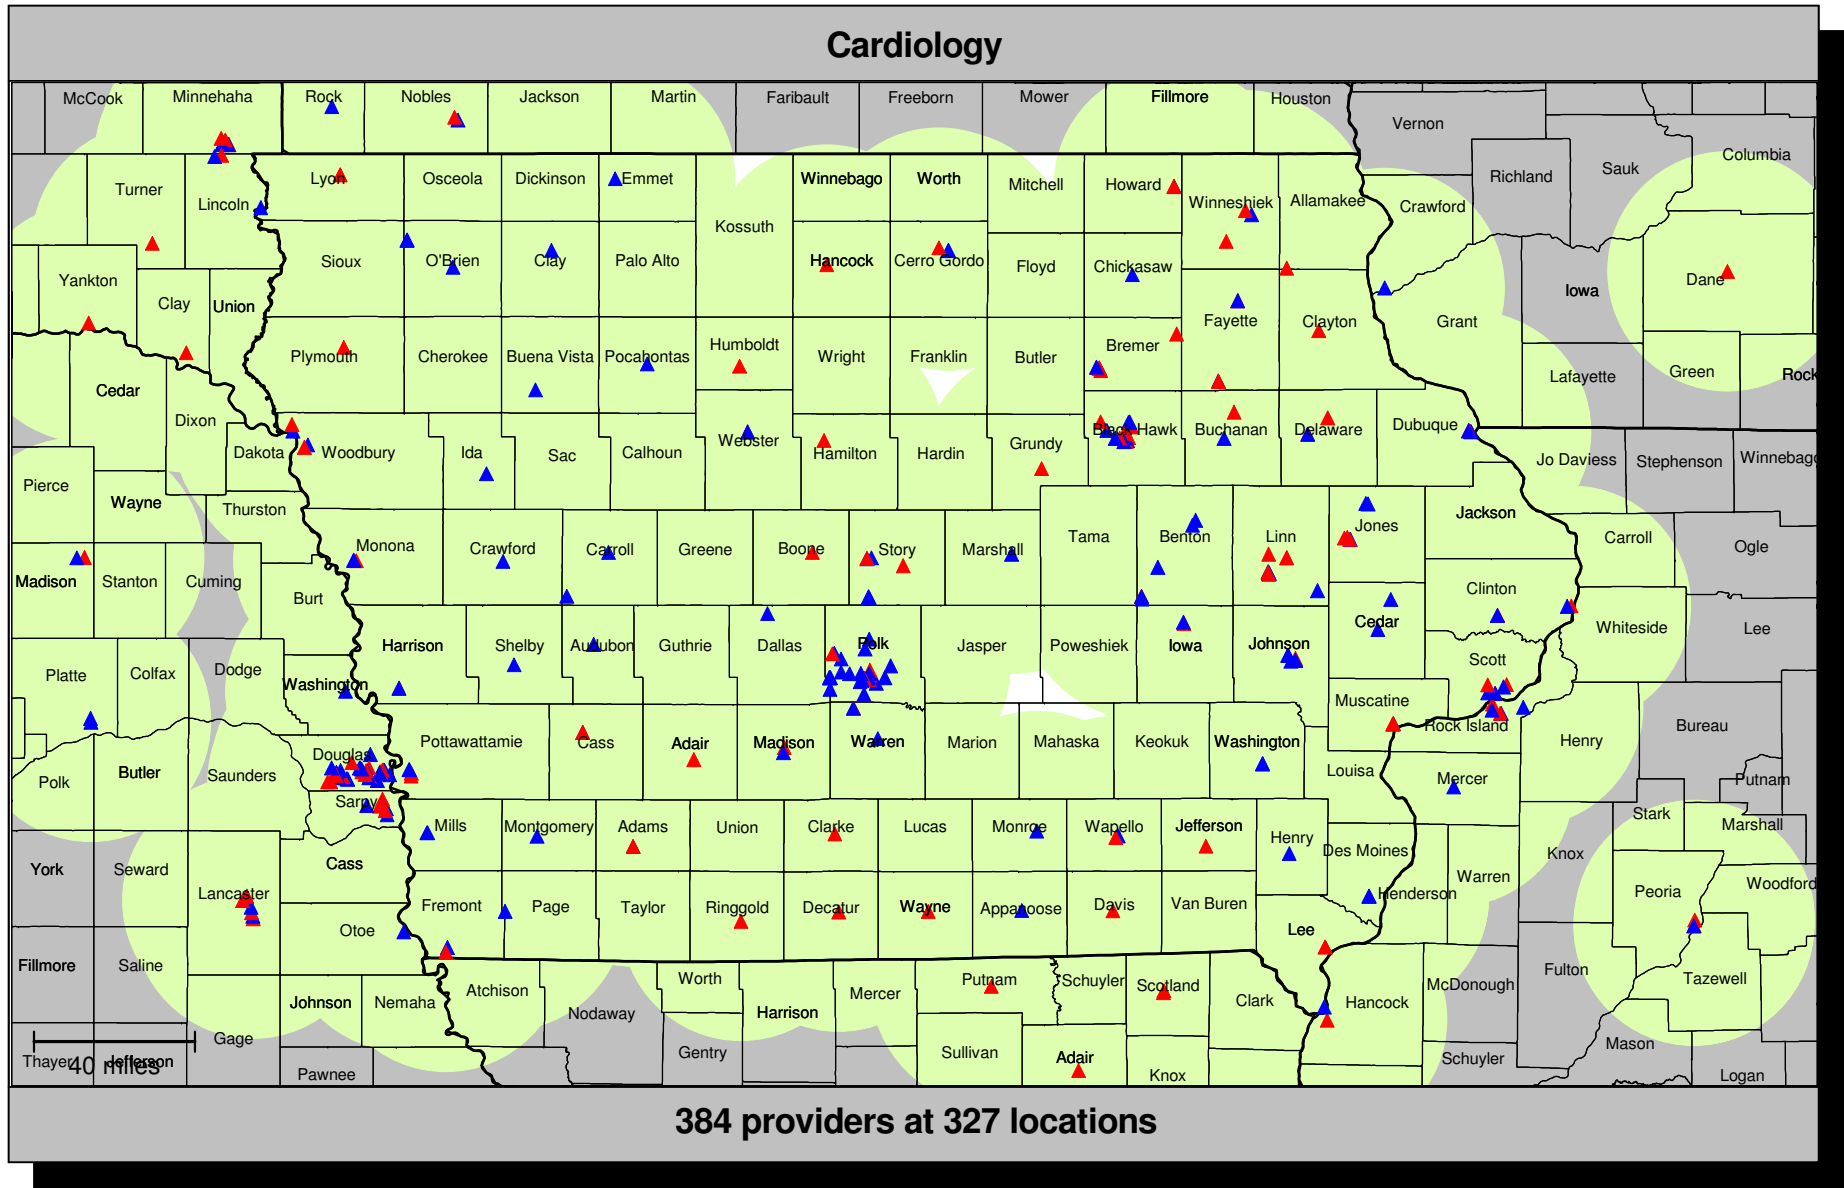 Cardiology
McCook Minnehaha Rock Nobles Jackson Martin Faribault Freeborn Mower Fillmore Houston
Vernon
Columbia
Sauk
Richland
Turner Lyon Osceola Dickinson Emmet Winnebago Worth Mitchell Howard
Lincoln Winneshiek Allamakee Crawford
Kossuth
Sioux O'Brien Clay Palo Alto Hancock Cerro Gordo Floyd Chickasaw
Yankton Dane
Clay Union Iowa
Fayette Clayton Grant
Plymouth Cherokee Buena Vista Pocahontas Humboldt Wright Franklin Butler Bremer
Cedar Lafayette Green Rock
Dixon Dubuque
Black Hawk Buchanan Delaware
Dakota Woodbury Ida Sac Calhoun Webster Hamilton Hardin Grundy
Jo Daviess Stephenson Winnebago
Pierce
Wayne Thurston Jackson
Jones
Monona Crawford Carroll Greene Boone Story Marshall Tama Benton Linn Carroll Ogle
Madison Stanton Cuming
Burt Clinton
Cedar Whiteside Lee
Harrison Shelby Audubon Guthrie Dallas Polk Jasper Poweshiek Iowa Johnson
Scott
Platte Colfax Dodge
Washington
Muscatine
Rock Island Bureau
Pottawattamie Cass Adair Madison Warren Marion Mahaska Keokuk Washington Henry
Douglas
Polk Butler Saunders Louisa Mercer Putnam
Sarpy
Mills Montgomery Adams Union Clarke Lucas Monroe Wapello Jefferson Henry Stark Marshall
Des Moines Knox
York Seward Cass
Lancaster Warren Peoria Woodford
Henderson
Fremont Page Taylor Ringgold Decatur Wayne Appanoose Davis Van Buren
Otoe Lee
Fillmore Saline Fulton
Worth Putnam Schuyler Scotland McDonough Tazewell
Johnson Nemaha Atchison Mercer Clark Hancock
Nodaway Harrison
Gage Mason
Gentry Sullivan Adair Schuyler
Thayer Jefferson
40 miles
Pawnee Knox Logan
384 providers at 327 locations